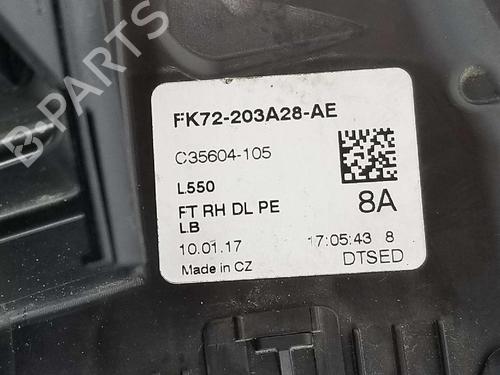 B-PARTS
FK72-203A28-AE
C35604-105
L550
FT RH DL PE
8A
LB
10.01.17
17:05:43 8
Made in CZ
DTSED